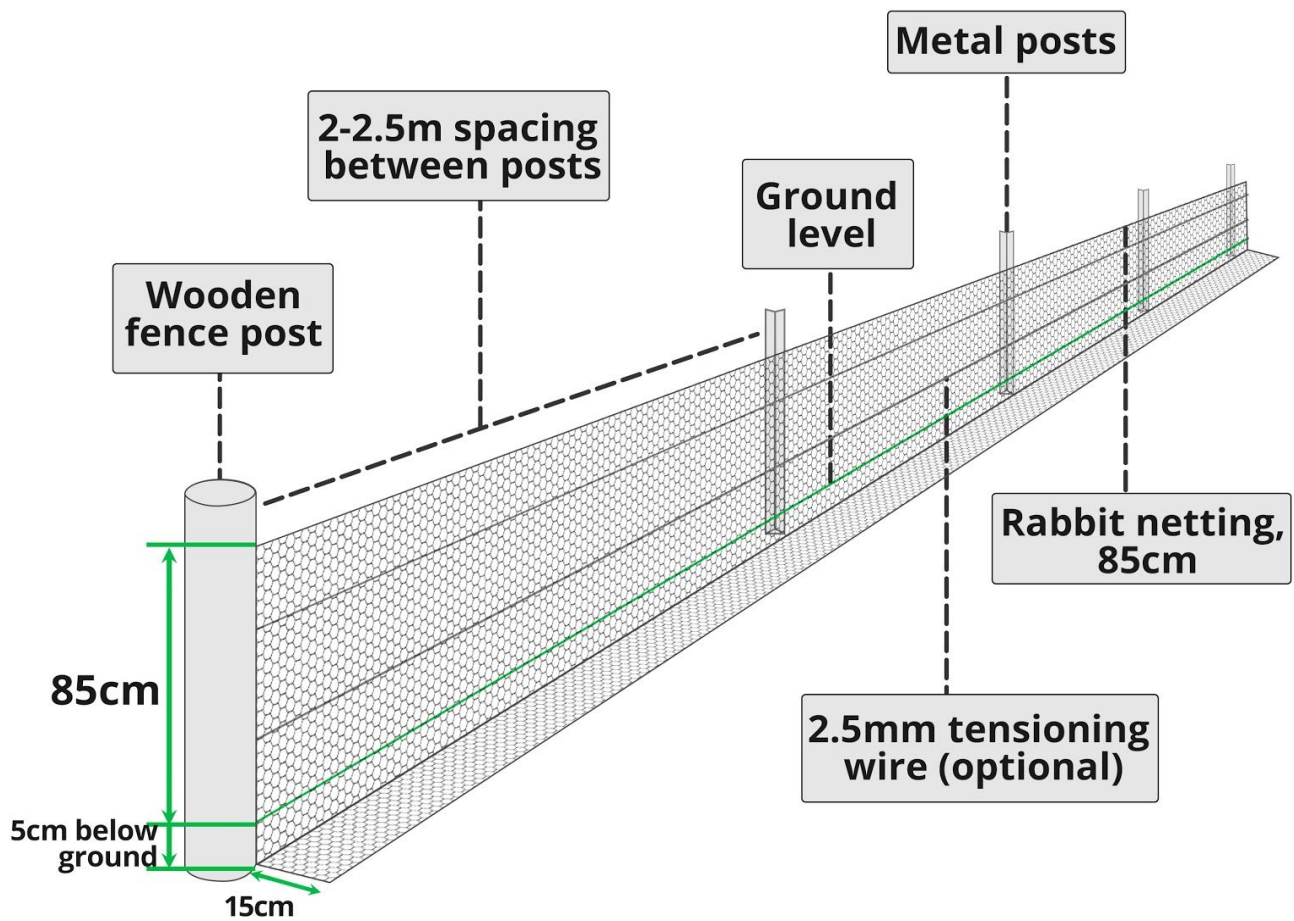 Metal posts
2-2.5m spacing
between posts
Ground
level
Wooden
fence post
Rabbit netting,
85cm
85cm
2.5mm tensioning
wire (optional)
5cm below
ground
15cm